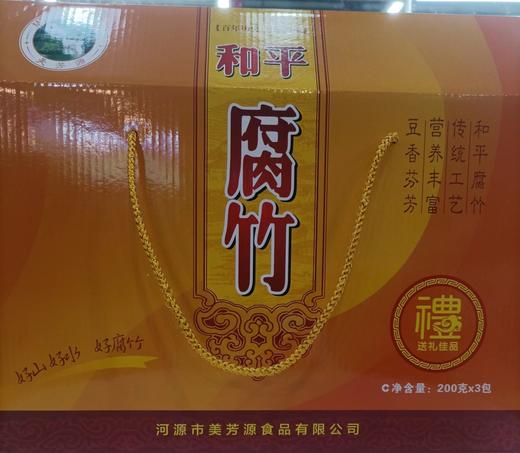 和平
腐竹
和平腐竹
传统工艺
营养丰富
豆香芬芳
禮
送礼佳品
好山好水 好腐竹
C净含量：200克x3包
河源市美芳源食品有限公司